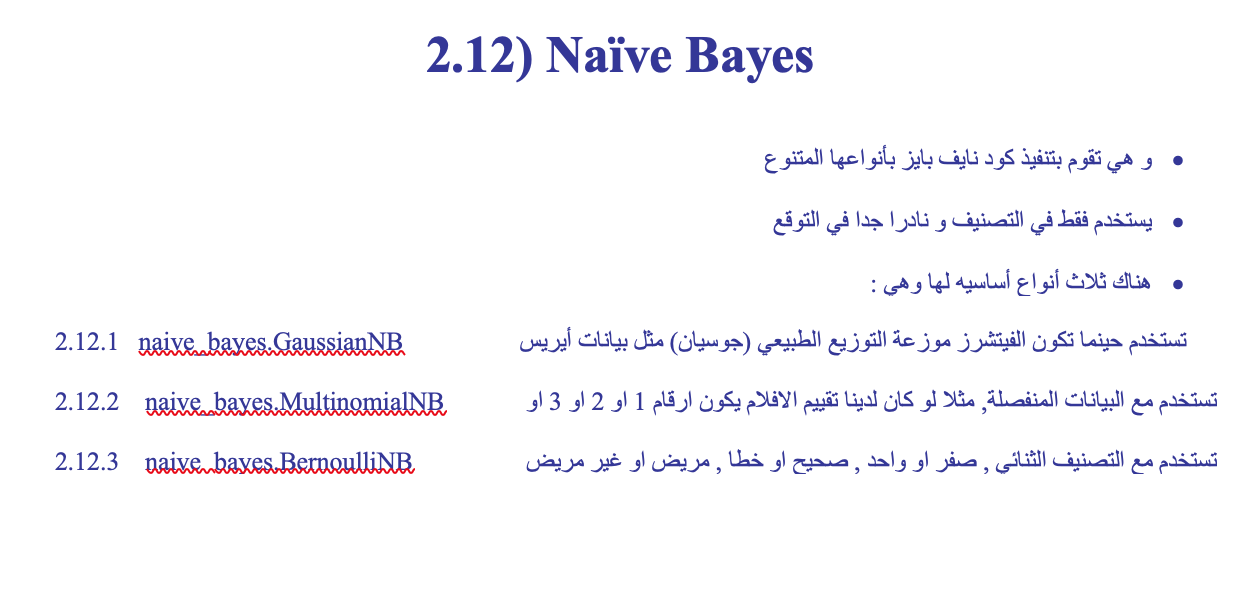 2.12) Naïve Bayes
و هي تقوم بتنفيذ كود نايف بايز بأنواعها المتنوع
يستخدم فقط في التصنيف و نادرا جدا في التوقع
هناك ثلاث أنواع أساسيه لها وهي :
2.12.1 naive_bayes.GaussianNB تستخدم حينما تكون الفيتشرز موزعة التوزيع الطبيعي (جوسيان) مثل بيانات أيريس
2.12.2 naive_bayes.MultinomialNB تستخدم مع البيانات المنفصلة, مثلا لو كان لدينا تقييم الافلام يكون ارقام 1 او 2 او 3 او
2.12.3 naive_bayes.BernoulliNB تستخدم مع التصنيف الثنائي , صفر او واحد , صحيح او خطا , مريض او غير مريض